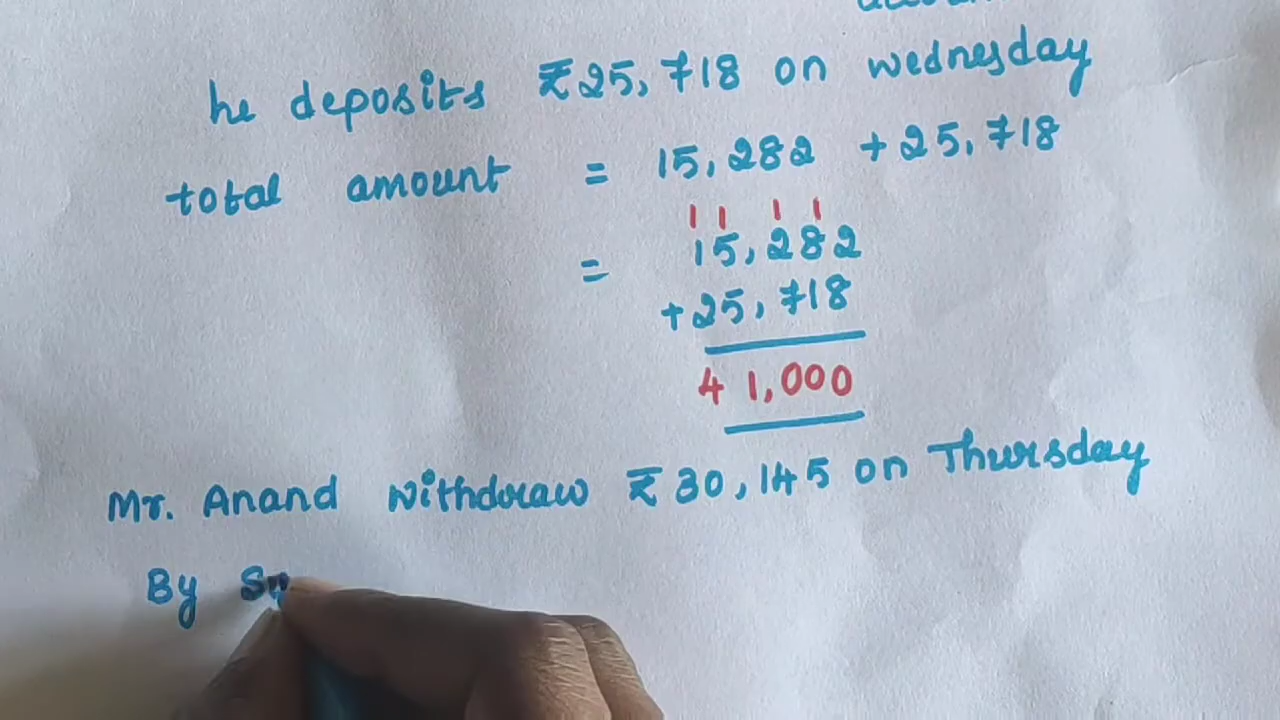 he deposits ₹25,718 on wednesday
total amount = 15,282 + 25,718
1 1 1 1
= 15,282
+25,718
41,000
Mr. Anand withdraw ₹30,145 on Thursday
By